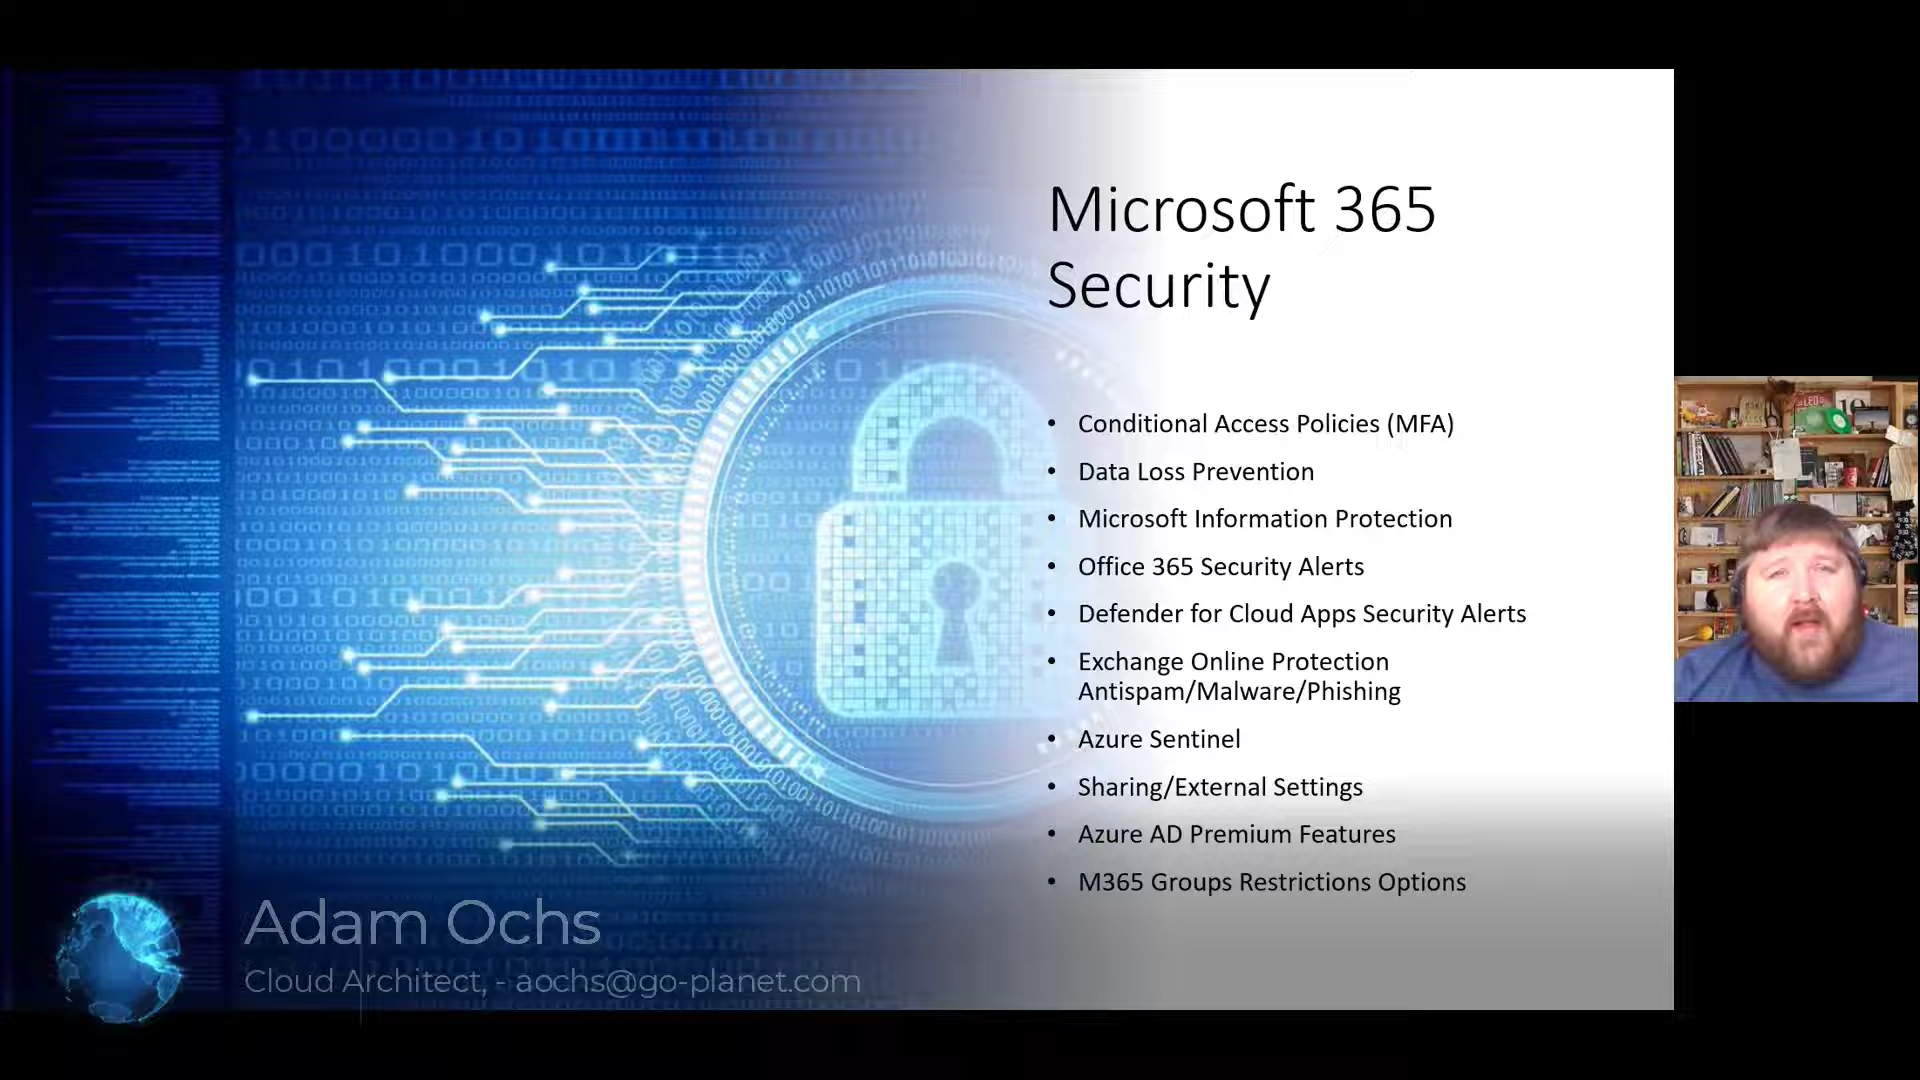 Microsoft 365
Security
• Conditional Access Policies (MFA)
• Data Loss Prevention
• Microsoft Information Protection
• Office 365 Security Alerts
• Defender for Cloud Apps Security Alerts
• Exchange Online Protection
Antispam/Malware/Phishing
• Azure Sentinel
• Sharing/External Settings
• Azure AD Premium Features
• M365 Groups Restrictions Options
Adam Ochs
Cloud Architect, - aochs@go-planet.com